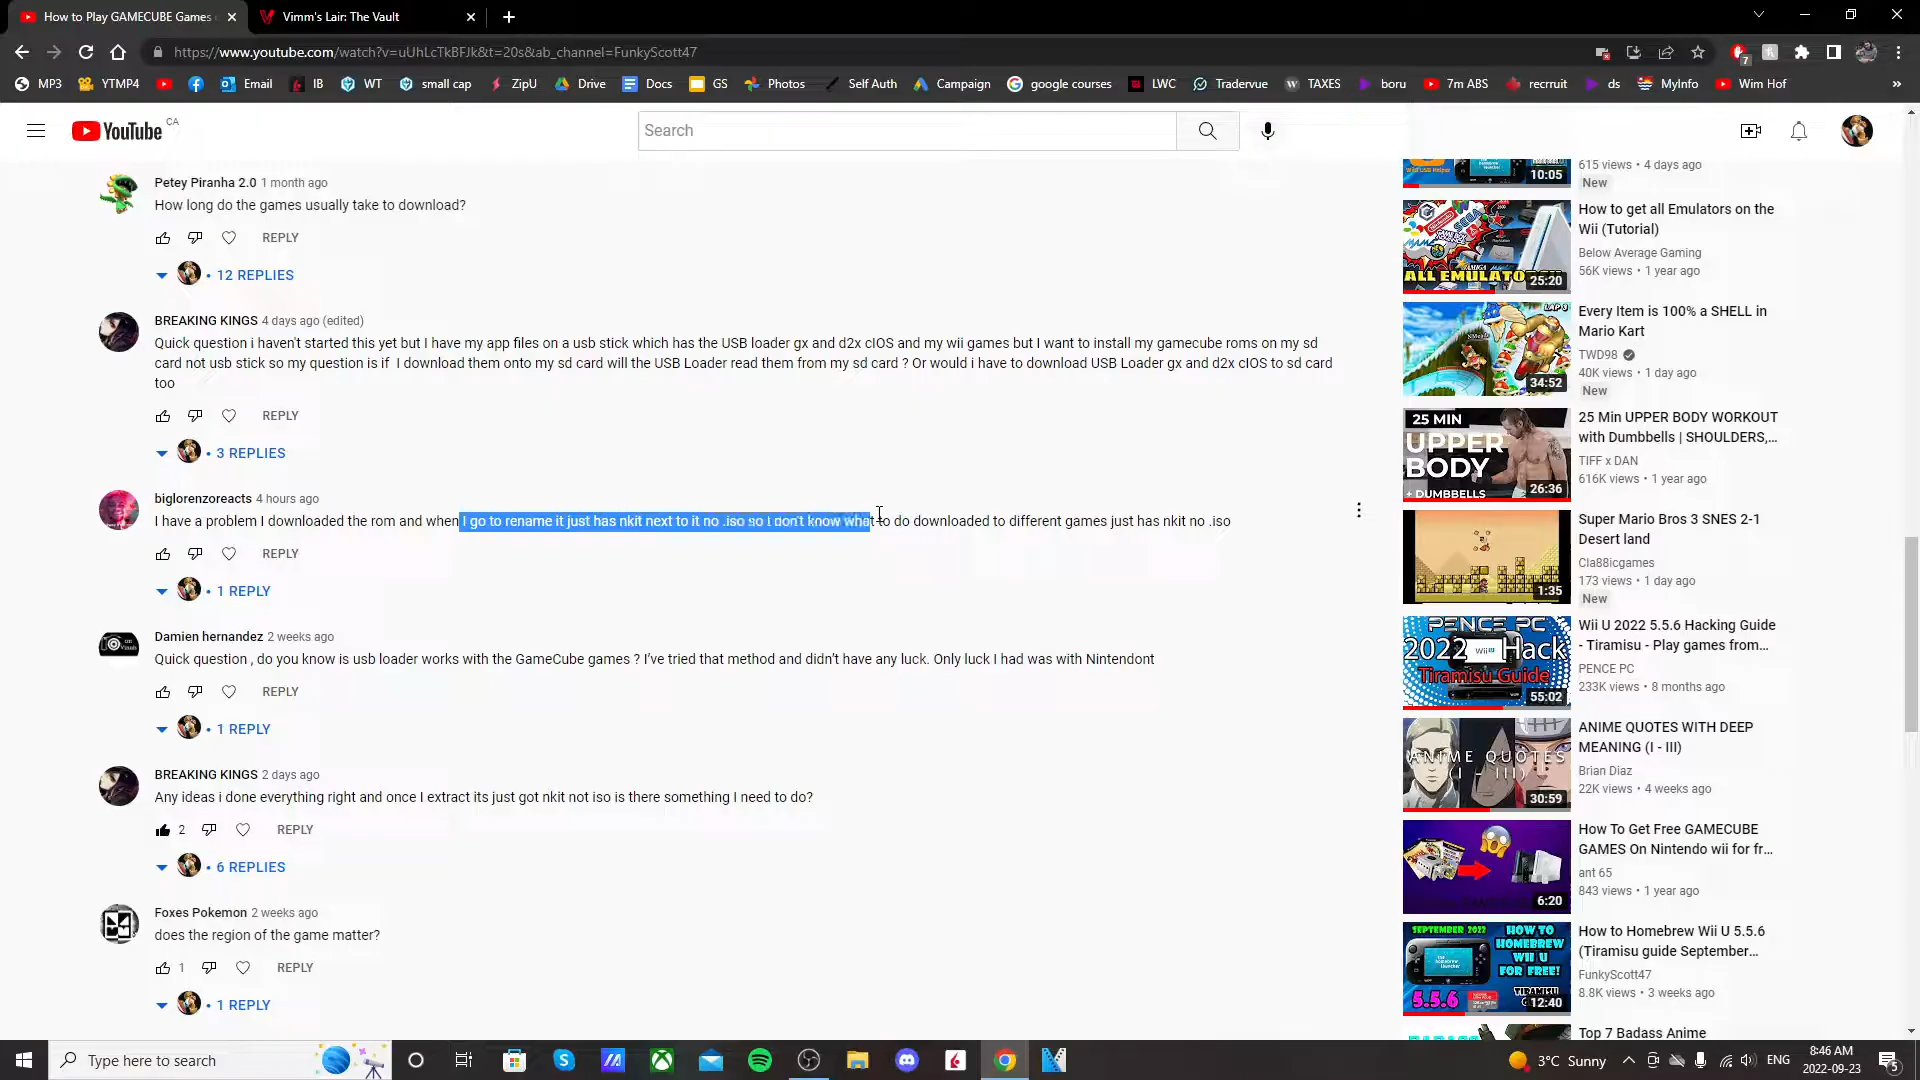 How to Play GAMECUBE Games
Vimm's Lair: The Vault
https://www.youtube.com/watch?v=uUhLcTkBFJk&t=20s&ab_channel=FunkyScott47
7
MP3
YTMP4
Email
IB
WT
small cap
ZipU
Drive
Docs
GS
Photos
Self Auth
Campaign
google courses
LWC
Tradervue
TAXES
boru
7m ABS
recrruit
ds
MyInfo
Wim Hof
YouTube CA
Search
Petey Piranha 2.0 1 month ago
How long do the games usually take to download?
REPLY
• 12 REPLIES
BREAKING KINGS 4 days ago (edited)
Quick question i haven't started this yet but I have my app files on a usb stick which has the USB loader gx and d2x cIOS and my wii games but I want to install my gamecube roms on my sd
card not usb stick so my question is if I download them onto my sd card will the USB Loader read them from my sd card ? Or would i have to download USB Loader gx and d2x cIOS to sd card
too
REPLY
• 3 REPLIES
biglorenzoreacts 4 hours ago
I have a problem I downloaded the rom and when I go to rename it just has nkit next to it no .iso so I don't know what to do downloaded to different games just has nkit no .iso
REPLY
• 1 REPLY
Damien hernandez 2 weeks ago
Quick question , do you know is usb loader works with the GameCube games ? I've tried that method and didn't have any luck. Only luck I had was with Nintendont
REPLY
• 1 REPLY
BREAKING KINGS 2 days ago
Any ideas i done everything right and once I extract its just got nkit not iso is there something I need to do?
2 REPLY
• 6 REPLIES
Foxes Pokemon 2 weeks ago
does the region of the game matter?
1 REPLY
• 1 REPLY
10:05
615 views • 4 days ago
New
ALL EMULATO
25:20
How to get all Emulators on the
Wii (Tutorial)
Below Average Gaming
56K views • 1 year ago
LAP 3
34:52
Every Item is 100% a SHELL in
Mario Kart
TWD98
40K views • 1 day ago
New
25 MIN
UPPER
BODY
+ DUMBBELLS
26:36
25 Min UPPER BODY WORKOUT
with Dumbbells | SHOULDERS,...
TIFF x DAN
616K views • 1 year ago
1:35
Super Mario Bros 3 SNES 2-1
Desert land
Cla88icgames
173 views • 1 day ago
New
PENCE PC
2022 Hack
Wii U
Tiramisu Guide
55:02
Wii U 2022 5.5.6 Hacking Guide
- Tiramisu - Play games from...
PENCE PC
233K views • 8 months ago
ANIME QUOTES
(I - III)
30:59
ANIME QUOTES WITH DEEP
MEANING (I - III)
Brian Diaz
22K views • 4 weeks ago
6:20
How To Get Free GAMECUBE
GAMES On Nintendo wii for fr...
ant 65
843 views • 1 year ago
SEPTEMBER 2022
HOW TO
HOMEBREW
WII U
FOR FREE!
5.5.6
TIRAMISU
12:40
How to Homebrew Wii U 5.5.6
(Tiramisu guide September...
FunkyScott47
8.8K views • 3 weeks ago
Top 7 Badass Anime
Type here to search
3°C Sunny
ENG
8:46 AM
2022-09-23
5